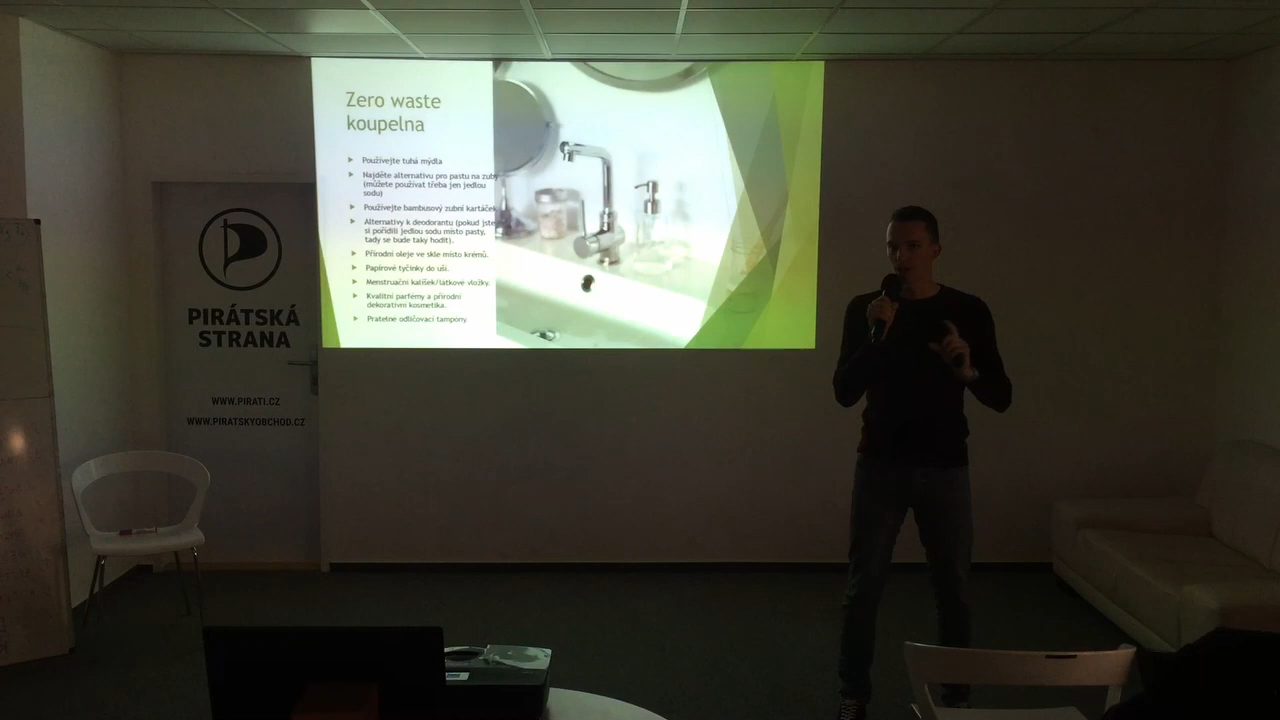 Zero waste
koupelna
Používejte tuhá mýdla
Najděte alternativu pro pastu na zuby
(můžete používat třeba jen jedlou
sodu)
Používejte bambusový zubní kartáček
Alternativy k deodorantu (pokud jste
si pořídili jedlou sodu místo pasty,
tady se bude taky hodit).
Přírodní oleje ve skle místo krémů.
Papírové tyčinky do uší.
Menstruační kalíšek/látkové vložky.
Kvalitní parfémy a přírodní
dekorativní kosmetika.
Pratelné odličovací tampony.
PIRÁTSKÁ
STRANA
WWW.PIRATI.CZ
WWW.PIRATSKYOBCHOD.CZ